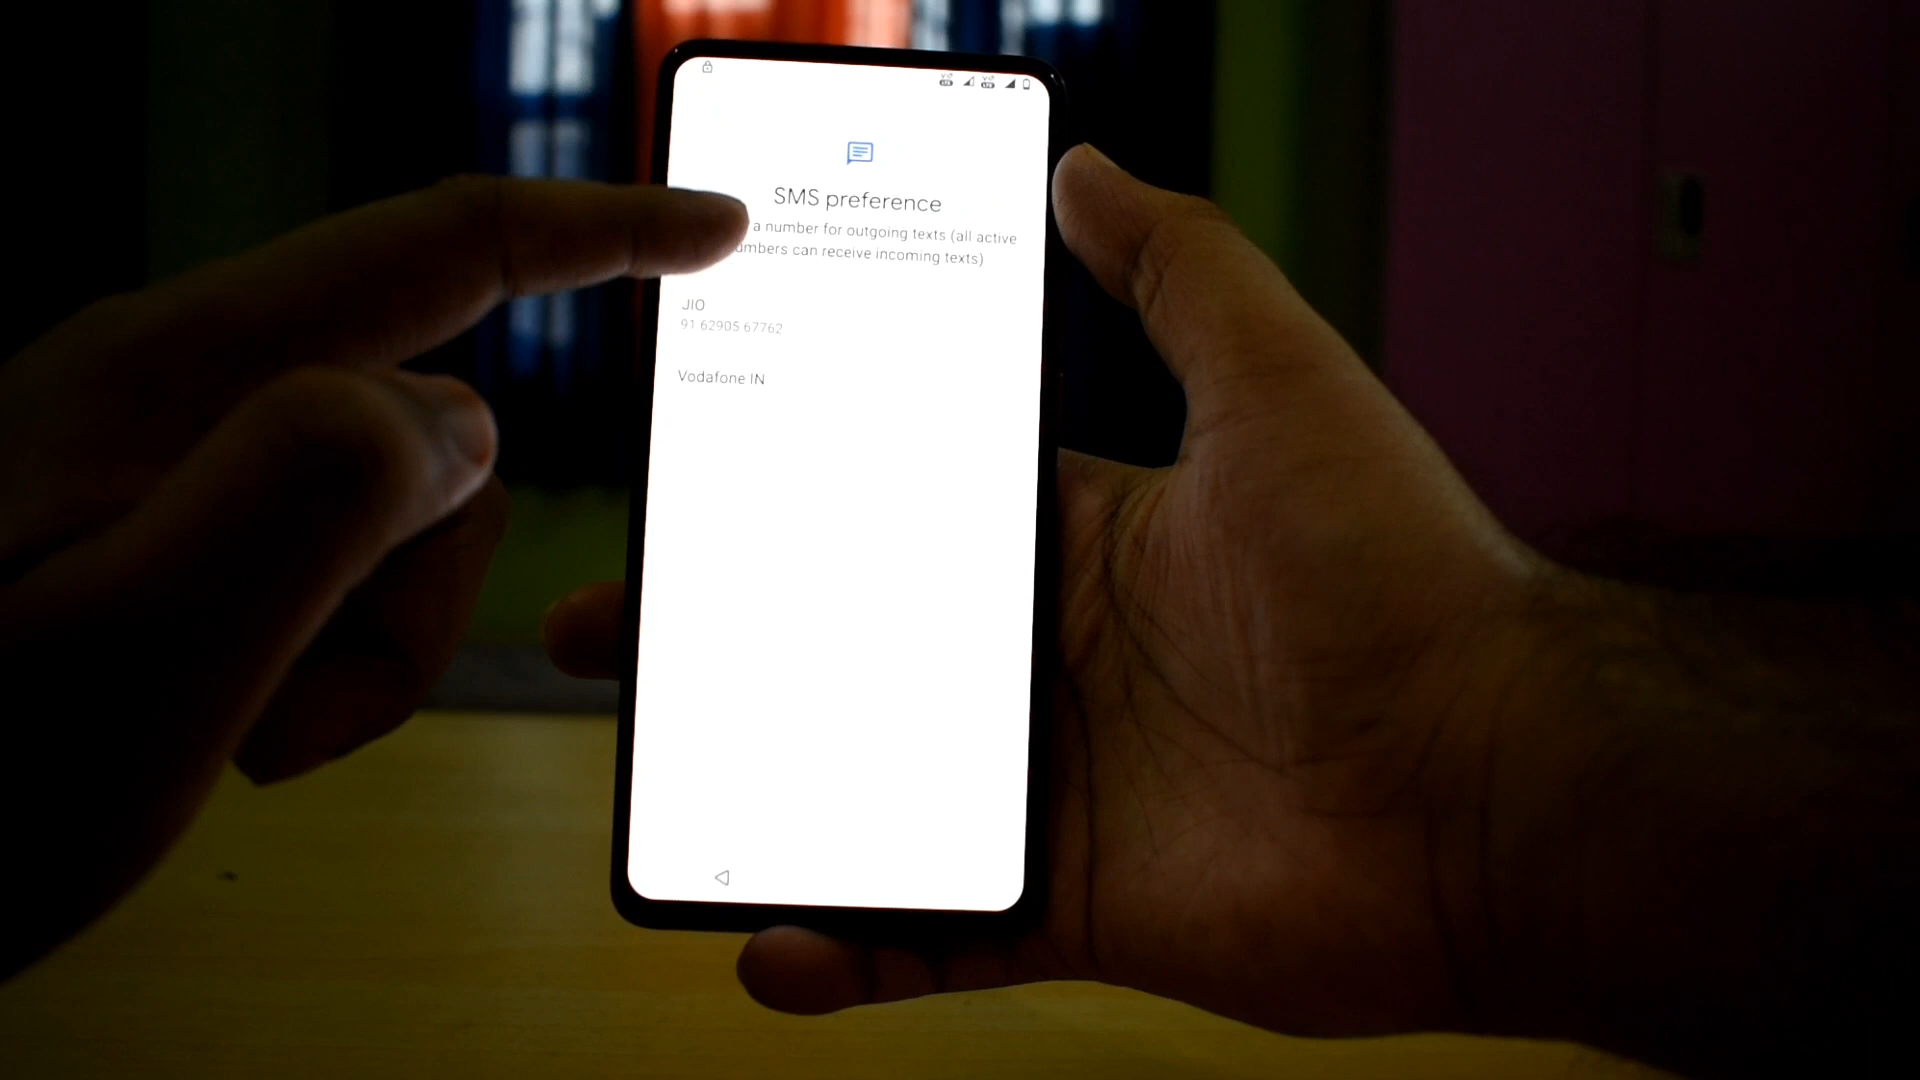 SMS preference
a number for outgoing texts (all active
umbers can receive incoming texts)
JIO
91 62905 67762
Vodafone IN